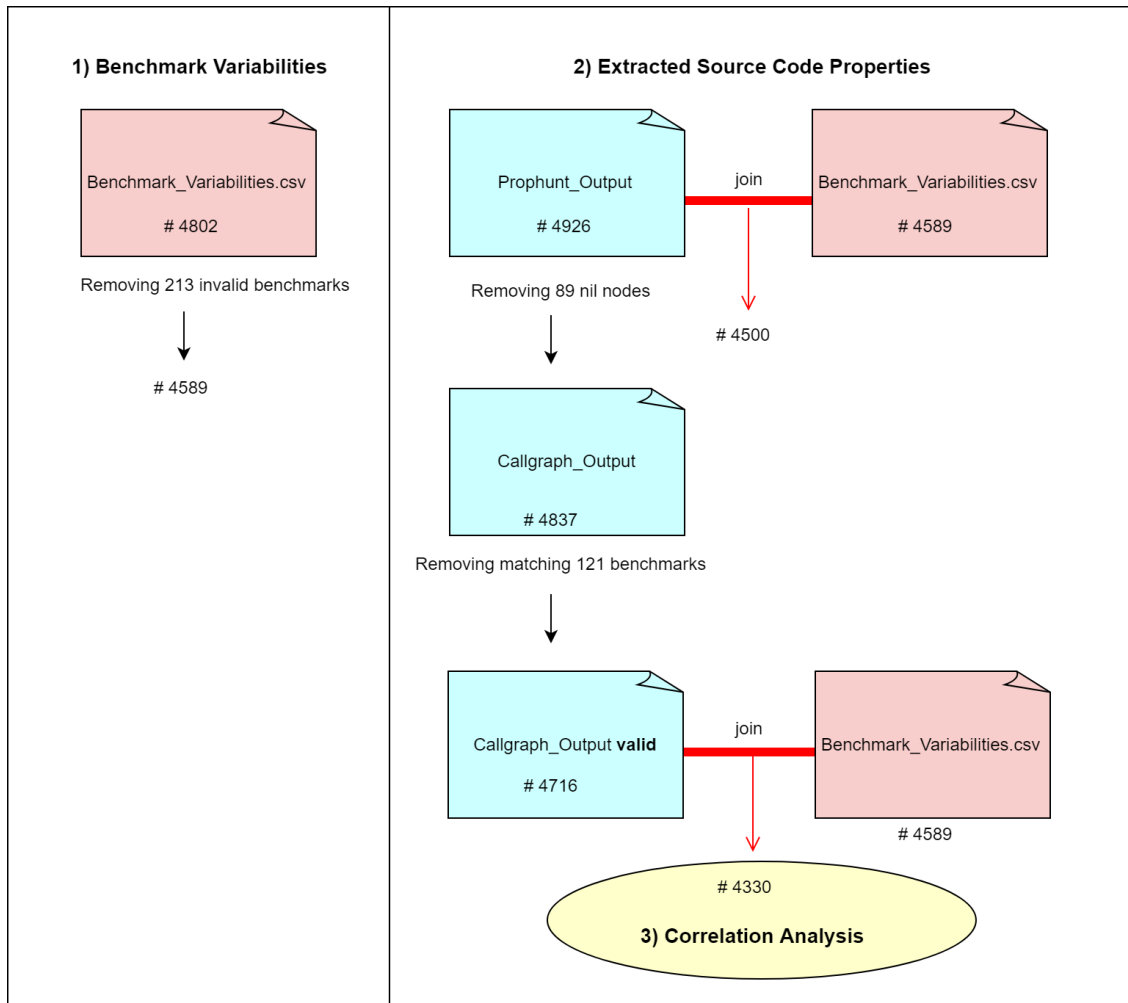 1) Benchmark Variabilities
Benchmark_Variabilities.csv
# 4802
Removing 213 invalid benchmarks
# 4589
2) Extracted Source Code Properties
Prophunt_Output
# 4926
join
Benchmark_Variabilities.csv
# 4589
Removing 89 nil nodes
# 4500
Callgraph_Output
# 4837
Removing matching 121 benchmarks
Callgraph_Output valid
# 4716
join
Benchmark_Variabilities.csv
# 4589
# 4330
3) Correlation Analysis